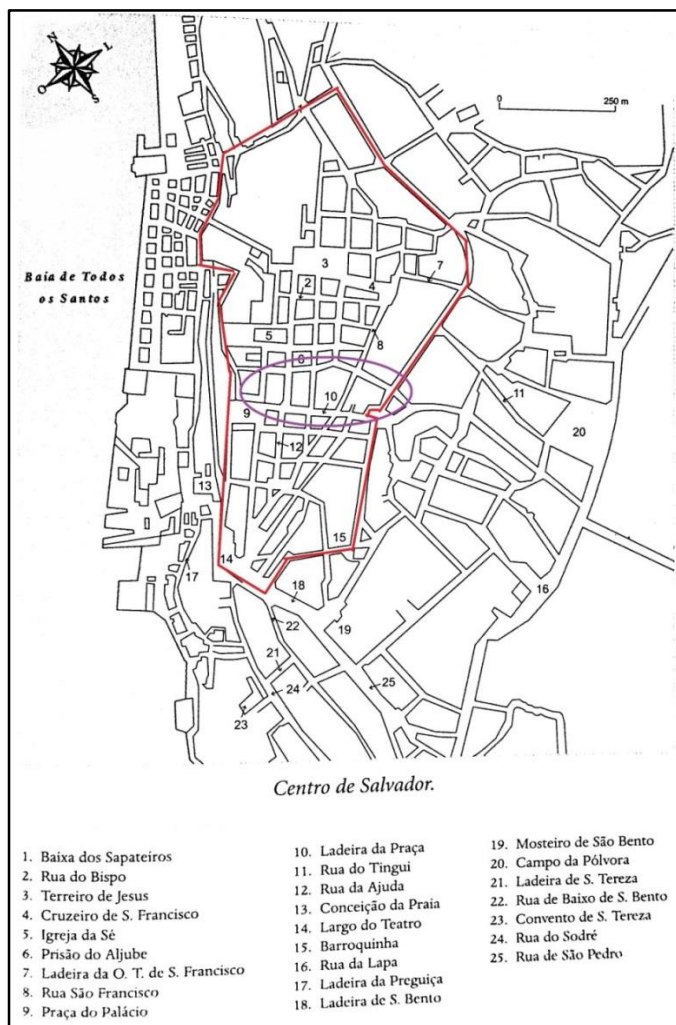 N
L
O
S
0 250 m
Baía de Todos
os Santos
1
3
2
4
7
5
8
6
10
11
9
20
12
13
15
14
17
18
16
22
19
21
25
24
23
Centro de Salvador.
1. Baixa dos Sapateiros
2. Rua do Bispo
3. Terreiro de Jesus
4. Cruzeiro de S. Francisco
5. Igreja da Sé
6. Prisão do Aljube
7. Ladeira da O. T. de S. Francisco
8. Rua São Francisco
9. Praça do Palácio
10. Ladeira da Praça
11. Rua do Tingui
12. Rua da Ajuda
13. Conceição da Praia
14. Largo do Teatro
15. Barroquinha
16. Rua da Lapa
17. Ladeira da Preguiça
18. Ladeira de S. Bento
19. Mosteiro de São Bento
20. Campo da Pólvora
21. Ladeira de S. Tereza
22. Rua de Baixo de S. Bento
23. Convento de S. Tereza
24. Rua do Sodré
25. Rua de São Pedro